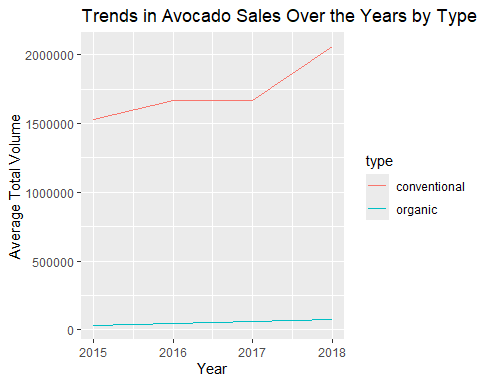 Trends in Avocado Sales Over the Years by Type
Average Total Volume
2000000
1500000
1000000
500000
0
2015 2016 2017 2018
Year
type
conventional
organic